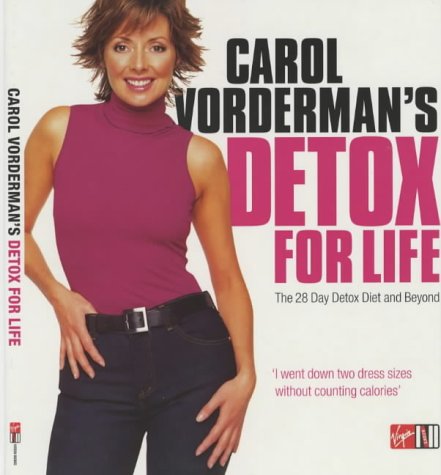 CAROL VORDERMAN'S DETOX FOR LIFE
CAROL
VORDERMAN'S
DETOX
FOR LIFE
The 28 Day Detox Diet and Beyond
'I went down two dress sizes
without counting calories'
Virgin